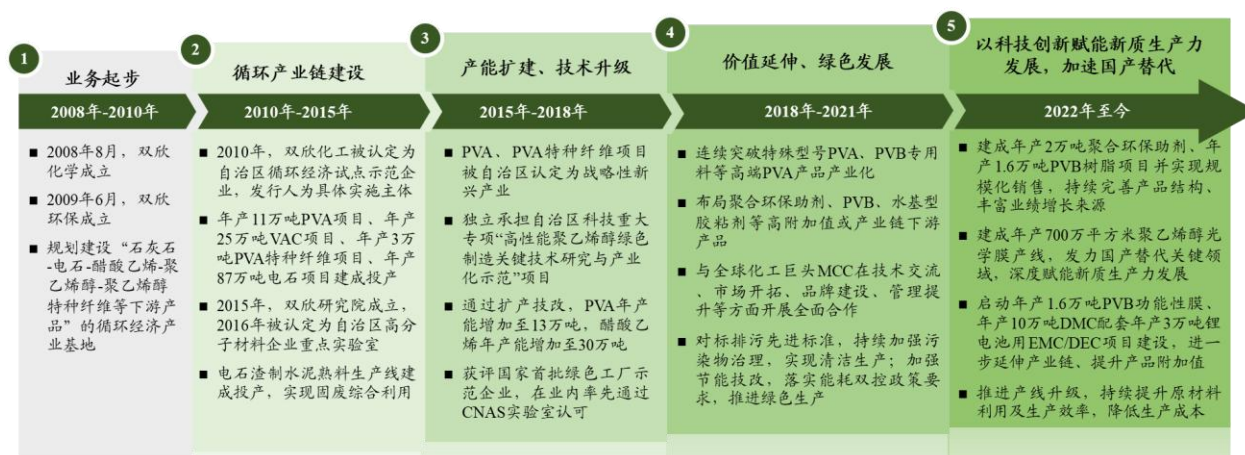 1
业务起步
2008年-2010年
■ 2008年8月，双欣
化学成立
■ 2009年6月，双欣
环保成立
■ 规划建设“石灰石
-电石-醋酸乙烯-聚
乙烯醇-聚乙烯醇
特种纤维等下游产
品”的循环经济产
业基地
2
循环产业链建设
2010年-2015年
■ 2010年，双欣化工被认定为
自治区循环经济试点示范企
业，发行人为具体实施主体
■ 年产11万吨PVA项目、年产
25万吨VAC项目、年产3万
吨PVA特种纤维项目、年产
87万吨电石项目建成投产
■ 2015年，双欣研究院成立，
2016年被认定为自治区高分
子材料企业重点实验室
■ 电石渣制水泥熟料生产线建
成投产，实现固废综合利用
3
产能扩建、技术升级
2015年-2018年
■ PVA、PVA特种纤维项目
被自治区认定为战略性新
兴产业
■ 独立承担自治区科技重大
专项“高性能聚乙烯醇绿色
制造关键技术研究与产业
化示范”项目
■ 通过扩产技改，PVA年产
能增加至13万吨，醋酸乙
烯年产能增加至30万吨
■ 获评国家首批绿色工厂示
范企业，在业内率先通过
CNAS实验室认可
4
价值延伸、绿色发展
2018年-2021年
■ 连续突破特殊型号PVA、PVB专用
料等高端PVA产品产业化
■ 布局聚合环保助剂、PVB、水基型
胶粘剂等高附加值或产业链下游
产品
■ 与全球化工巨头MCC在技术交流
、市场开拓、品牌建设、管理提
升等方面开展全面合作
■ 对标排污先进标准，持续加强污
染物治理，实现清洁生产；加强
节能技改，落实能耗双控政策要
求，推进绿色生产
5
以科技创新赋能新质生产力
发展，加速国产替代
2022年至今
■ 建成年产2万吨聚合环保助剂、年
产1.6万吨PVB树脂项目并实现规
模化销售，持续完善产品结构、
丰富业绩增长来源
■ 建成年产700万平方米聚乙烯醇光
学膜产线，发力国产替代关键领
域，深度赋能新质生产力发展
■ 启动年产1.6万吨PVB功能性膜、
年产10万吨DMC配套年产3万吨锂
电池用EMC/DEC项目建设，进一
步延伸产业链、提升产品附加值
■ 推进产线升级，持续提升原材料
利用及生产效率，降低生产成本